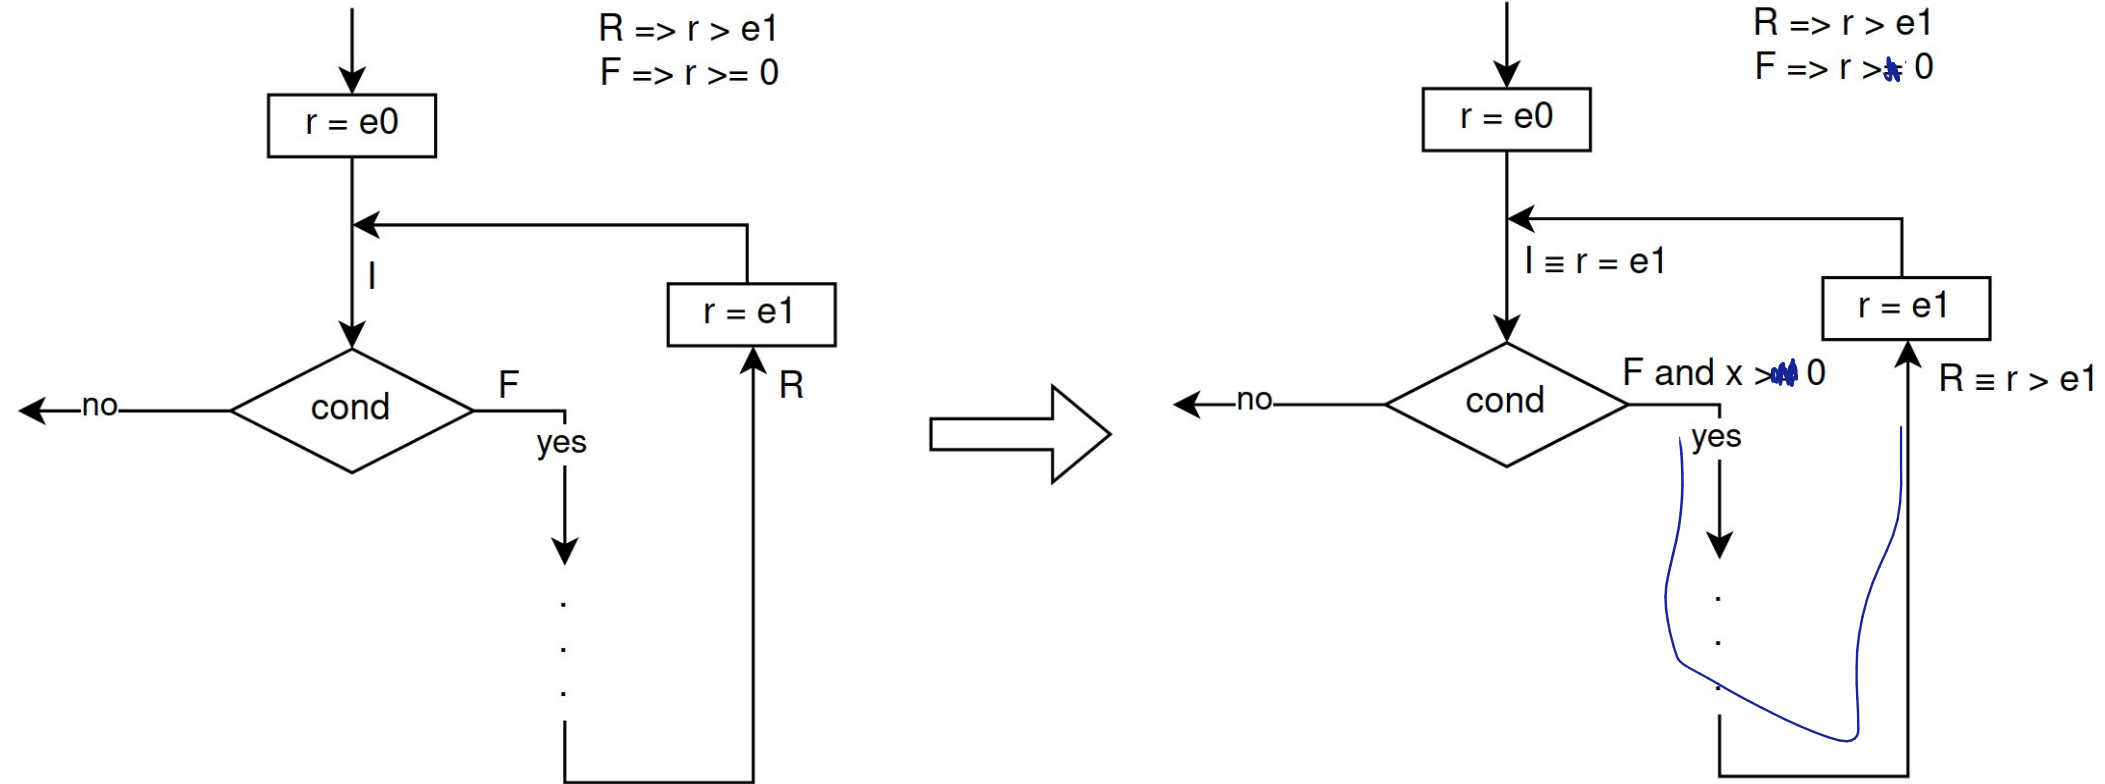 R => r > e1
F => r >= 0
r = e0
I
r = e1
cond
F
R
no
yes
R => r > e1
F => r > 0
r = e0
I ≡ r = e1
r = e1
cond
F and x > 0
R ≡ r > e1
no
yes